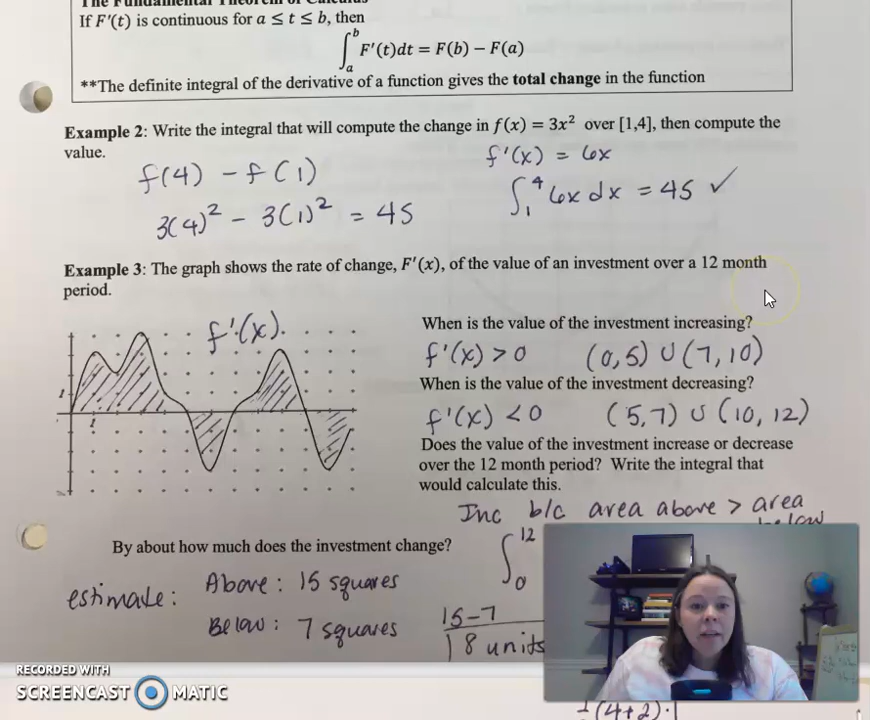 The Fundamental Theorem of Calculus
If F'(t) is continuous for a ≤ t ≤ b, then
∫ₐᵇ F'(t)dt = F(b) − F(a)
**The definite integral of the derivative of a function gives the total change in the function
Example 2: Write the integral that will compute the change in f(x) = 3x² over [1,4], then compute the
value.
f(4) - f(1)
3(4)² - 3(1)² = 45
f'(x) = 6x
∫₁⁴ 6x dx = 45 ✓
Example 3: The graph shows the rate of change, F'(x), of the value of an investment over a 12 month
period.
f'(x).
1
1
When is the value of the investment increasing?
f'(x) > 0 (0,5) ∪ (7,10)
When is the value of the investment decreasing?
f'(x) < 0 (5,7) ∪ (10,12)
Does the value of the investment increase or decrease
over the 12 month period? Write the integral that
would calculate this.
Inc b/c area above > area
below
∫₀¹²
By about how much does the investment change?
estimate: Above: 15 squares
Below: 7 squares
15-7
8 units
(4+2)·1
RECORDED WITH
SCREENCAST MATIC